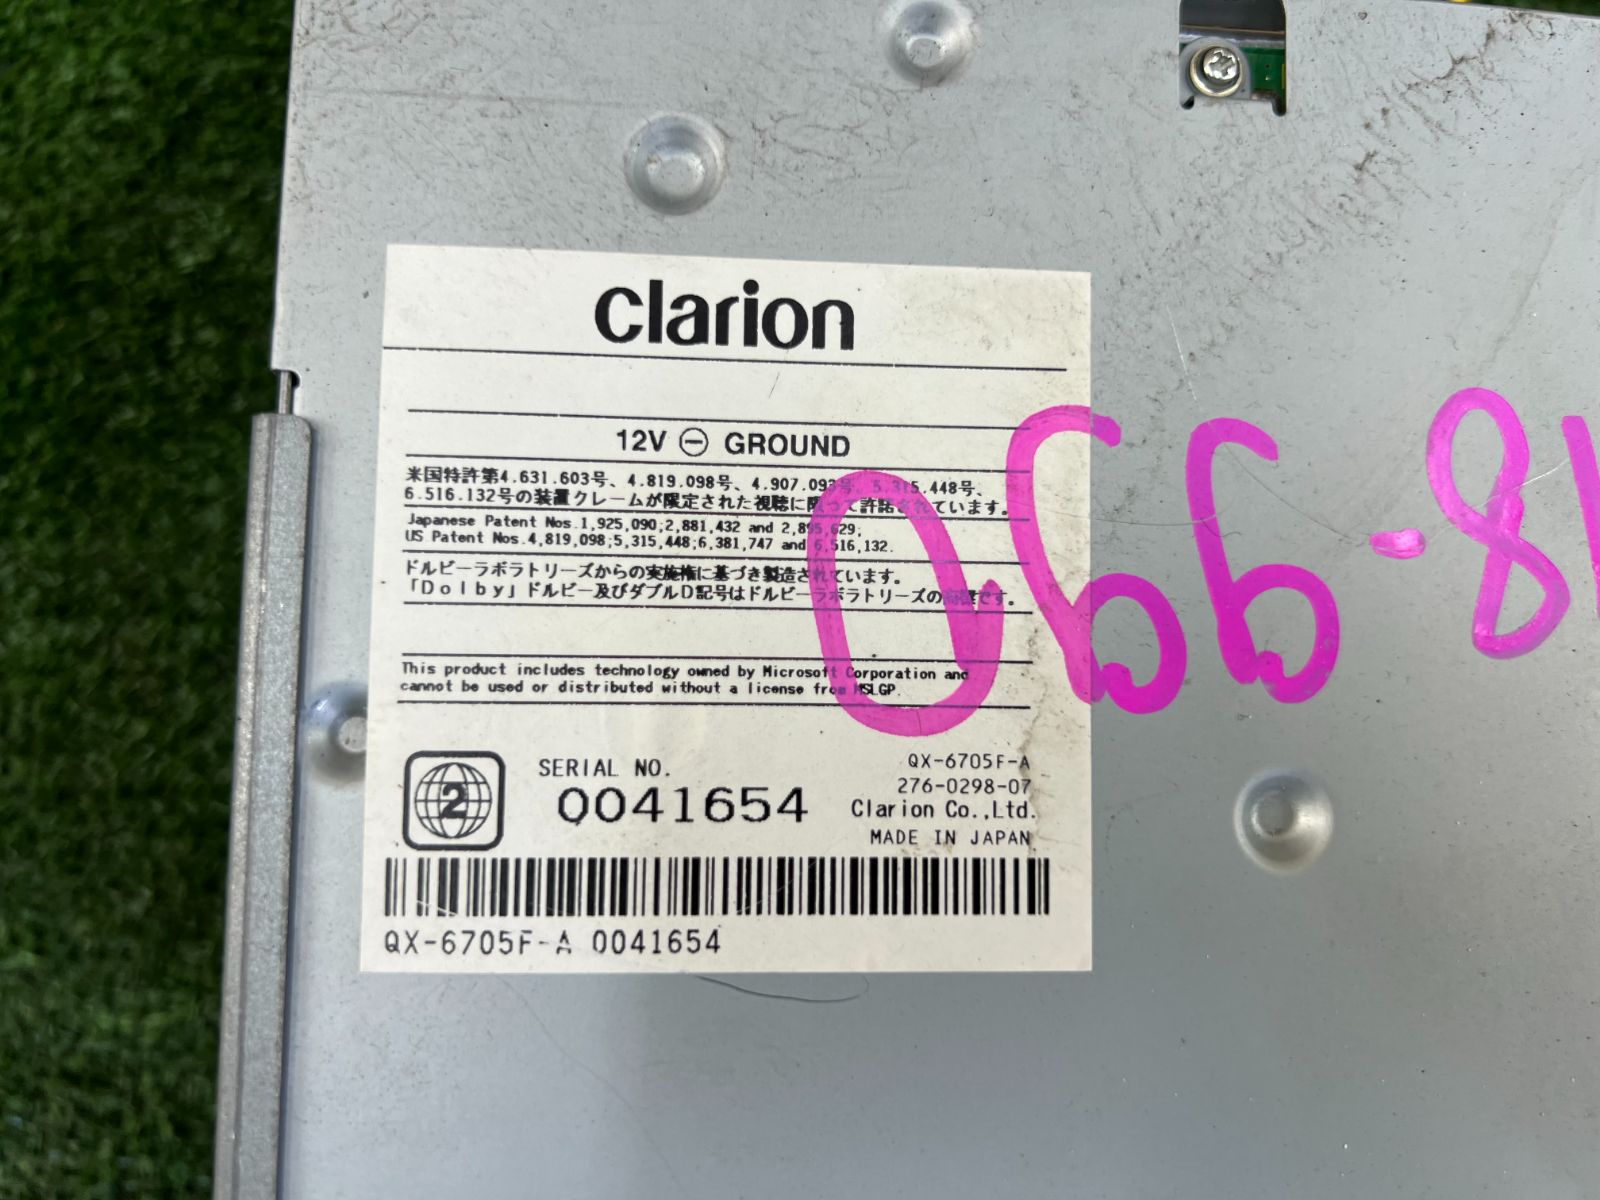 Clarion
12V ⊖ GROUND
米国特許第4.631.603号、4.819.098号、4.907.093号、5.315.448号、
6.516.132号の装置クレームが限定された視聴に限って許諾されています。
Japanese Patent Nos.1,925,090;2,881,432 and 2,895,629;
US Patent Nos.4,819,098;5,315,448;6,381,747 and 6,516,132.
ドルビーラボラトリーズからの実施権に基づき製造されています。
「Dolby」ドルビー及びダブルD記号はドルビーラボラトリーズの商標です。
This product includes technology owned by Microsoft Corporation and
cannot be used or distributed without a license from MSLGP.
2
SERIAL NO.
0041654
QX-6705F-A
276-0298-07
Clarion Co.,Ltd.
MADE IN JAPAN
QX-6705F-A 0041654